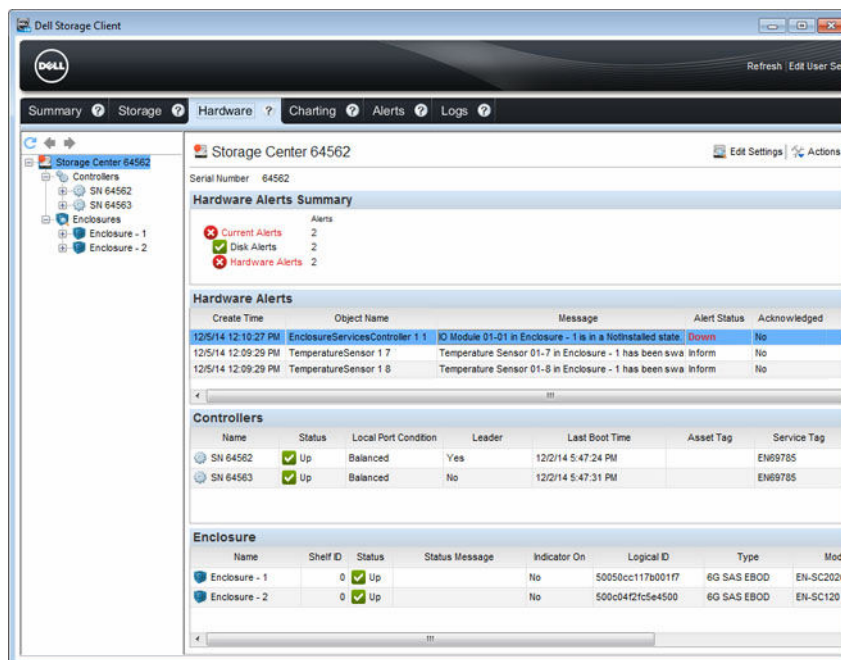 Dell Storage Client
DELL
Refresh Edit User Se
Summary ? Storage ? Hardware ? Charting ? Alerts ? Logs ?
Storage Center 64562
Controllers
SN 64562
SN 64563
Enclosures
Enclosure - 1
Enclosure - 2
Storage Center 64562
Edit Settings Actions
Serial Number 64562
Hardware Alerts Summary
Alerts
Current Alerts 2
Disk Alerts 2
Hardware Alerts 2
Hardware Alerts
Create Time Object Name Message Alert Status Acknowledged
12/5/14 12:10:27 PM EnclosureServicesController 1 1 IO Module 01-01 in Enclosure - 1 is in a NotInstalled state. Down No
12/5/14 12:09:29 PM TemperatureSensor 1 7 Temperature Sensor 01-7 in Enclosure - 1 has been swa Inform No
12/5/14 12:09:29 PM TemperatureSensor 1 8 Temperature Sensor 01-8 in Enclosure - 1 has been swa Inform No
Controllers
Name Status Local Port Condition Leader Last Boot Time Asset Tag Service Tag
SN 64562 Up Balanced Yes 12/2/14 5:47:24 PM EN69785
SN 64563 Up Balanced No 12/2/14 5:47:31 PM EN69785
Enclosure
Name Shelf ID Status Status Message Indicator On Logical ID Type Mod
Enclosure - 1 0 Up No 50050cc117b001f7 6G SAS EBOD EN-SC202
Enclosure - 2 0 Up No 500c04f2fc5e4500 6G SAS EBOD EN-SC120